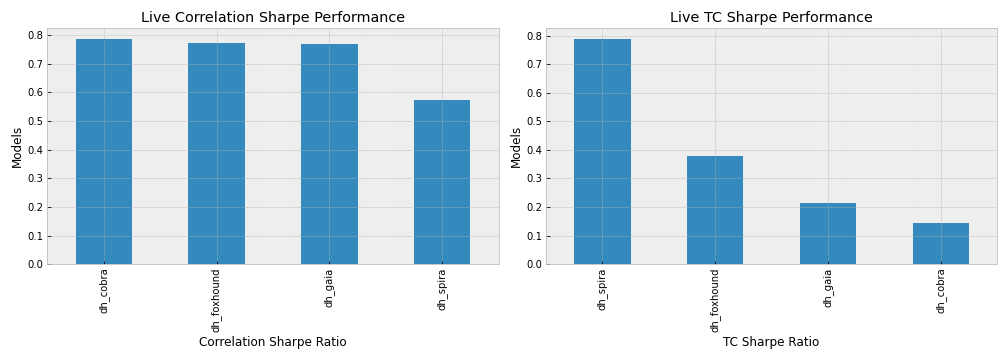 Live Correlation Sharpe Performance
Models
0.8
0.7
0.6
0.5
0.4
0.3
0.2
0.1
0.0
dh_cobra
dh_foxhound
dh_gaia
dh_spira
Correlation Sharpe Ratio
Live TC Sharpe Performance
Models
0.8
0.7
0.6
0.5
0.4
0.3
0.2
0.1
0.0
dh_spira
dh_foxhound
dh_gaia
dh_cobra
TC Sharpe Ratio